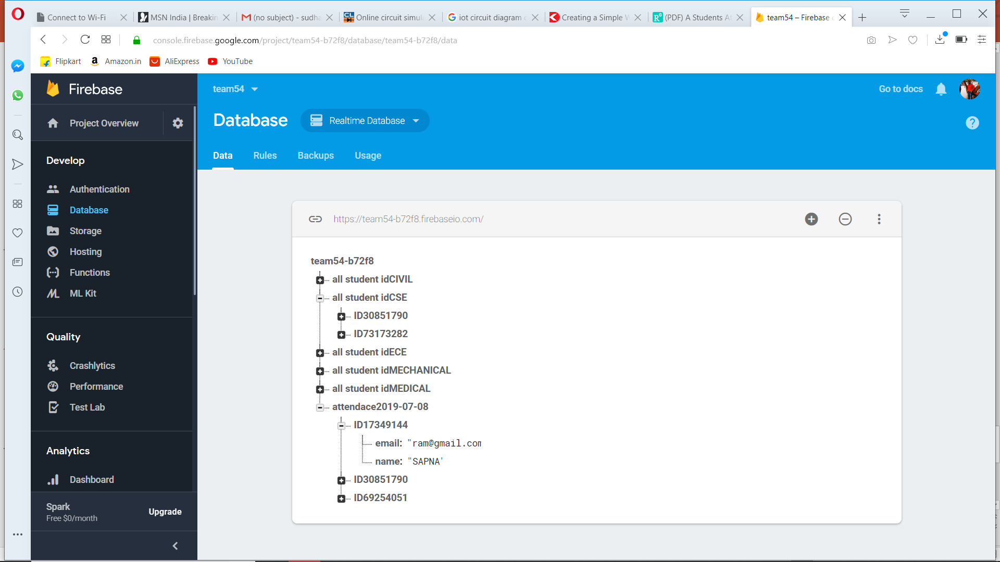 Connect to Wi-Fi
MSN India | Breakin
(no subject) - sudha
Online circuit simula
iot circuit diagram
Creating a Simple W
(PDF) A Students At
team54 – Firebase
console.firebase.google.com/project/team54-b72f8/database/team54-b72f8/data
Flipkart
Amazon.in
AliExpress
YouTube
Firebase
Project Overview
Develop
Authentication
Database
Storage
Hosting
Functions
ML Kit
Quality
Crashlytics
Performance
Test Lab
Analytics
Dashboard
Spark
Free $0/month
Upgrade
team54
Go to docs
Database
Realtime Database
Data
Rules
Backups
Usage
https://team54-b72f8.firebaseio.com/
team54-b72f8
all student idCIVIL
all student idCSE
ID30851790
ID73173282
all student idECE
all student idMECHANICAL
all student idMEDICAL
attendace2019-07-08
ID17349144
email: "ram@gmail.com
name: "SAPNA'
ID30851790
ID69254051